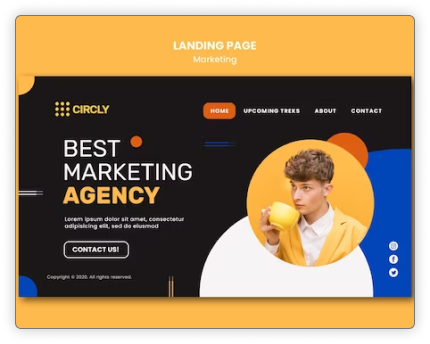 LANDING PAGE
Marketing
CIRCLY
HOME UPCOMING TREKS ABOUT CONTACT
BEST
MARKETING
AGENCY
Lorem ipsum dolor sit amet, consectetur
adipisicing elit, sed do eiusmod
CONTACT US!
Copyright © 2020. All rights reserved.